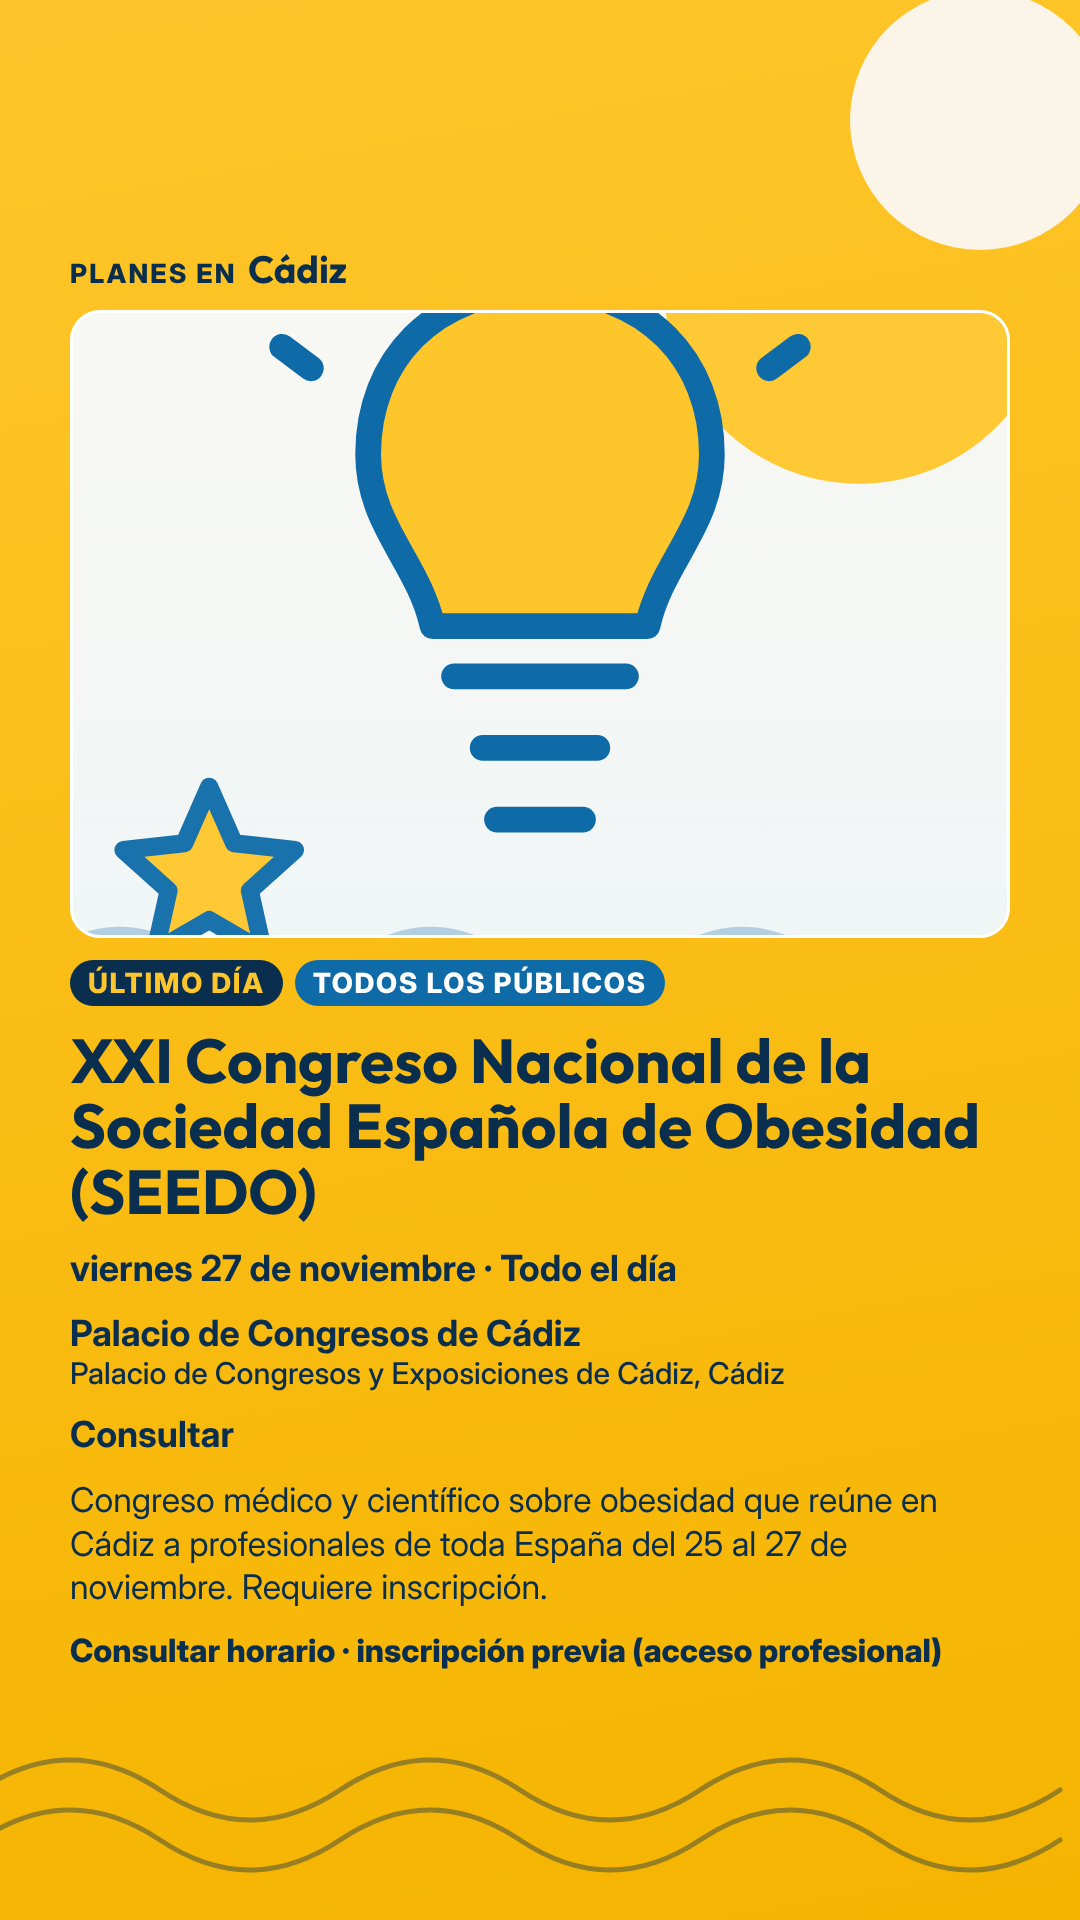 PLANES EN Cádiz
ÚLTIMO DÍA TODOS LOS PÚBLICOS
XXI Congreso Nacional de la
Sociedad Española de Obesidad
(SEEDO)
viernes 27 de noviembre · Todo el día
Palacio de Congresos de Cádiz
Palacio de Congresos y Exposiciones de Cádiz, Cádiz
Consultar
Congreso médico y científico sobre obesidad que reúne en
Cádiz a profesionales de toda España del 25 al 27 de
noviembre. Requiere inscripción.
Consultar horario · inscripción previa (acceso profesional)